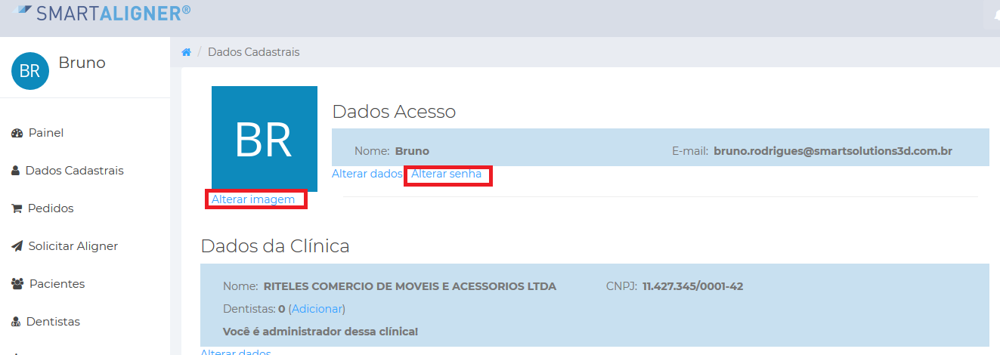 SMARTALIGNER®
BR
Bruno
Painel
Dados Cadastrais
Pedidos
Solicitar Aligner
Pacientes
Dentistas
/ Dados Cadastrais
BR
Alterar imagem
Dados Acesso
Nome: Bruno
E-mail: bruno.rodrigues@smartsolutions3d.com.br
Alterar dados
Alterar senha
Dados da Clínica
Nome: RITELES COMERCIO DE MOVEIS E ACESSORIOS LTDA
CNPJ: 11.427.345/0001-42
Dentistas: 0 (Adicionar)
Você é administrador dessa clínica!
Alterar dados